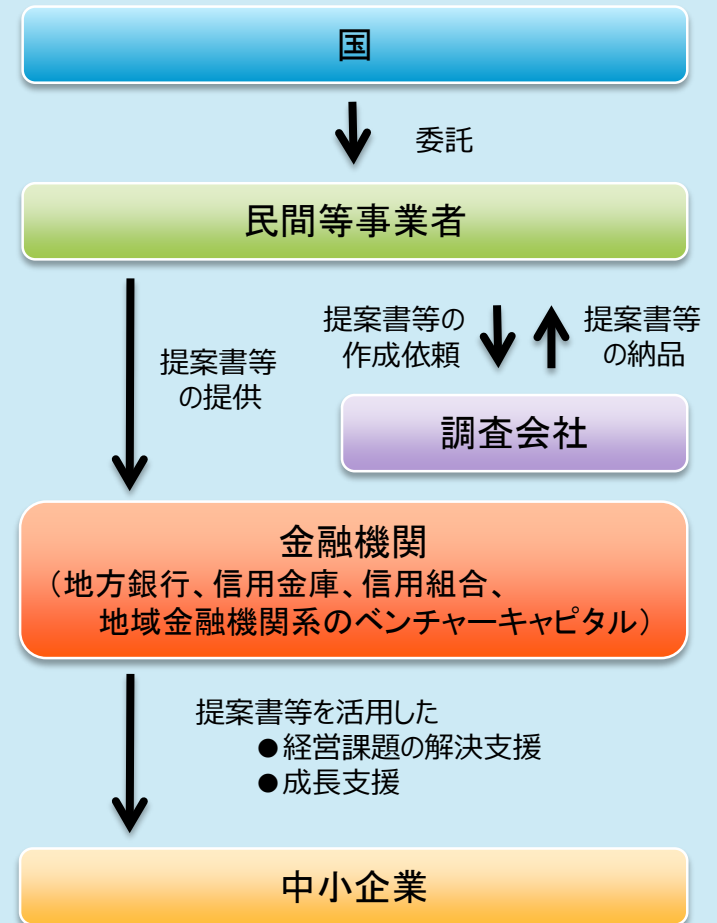 国
委託
民間等事業者
提案書等
の提供
提案書等の
作成依頼
提案書等
の納品
調査会社
金融機関
（地方銀行、信用金庫、信用組合、
地域金融機関系のベンチャーキャピタル）
提案書等を活用した
●経営課題の解決支援
●成長支援
中小企業